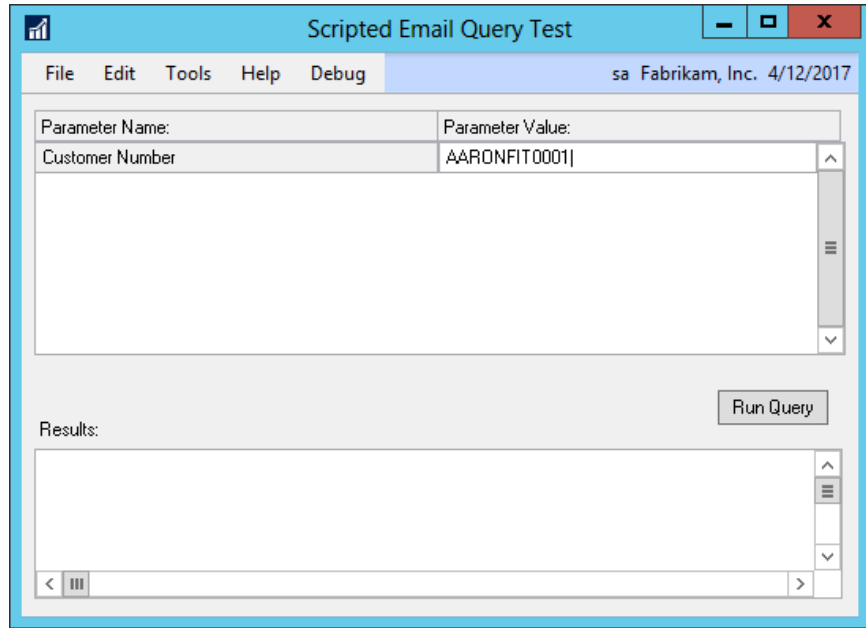 Scripted Email Query Test
File Edit Tools Help Debug sa Fabrikam, Inc. 4/12/2017
Parameter Name: Parameter Value:
Customer Number AARONFIT0001
Run Query
Results: